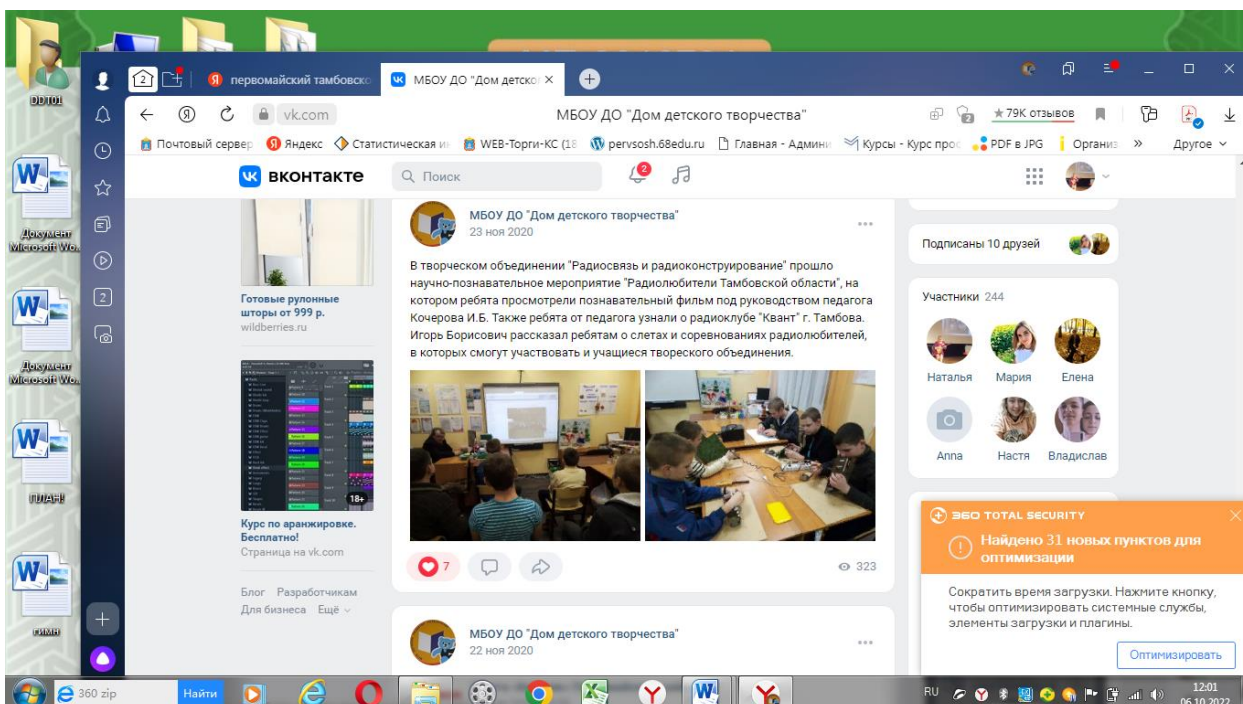 DDT01
Документ
Microsoft Wo...
Документ
Microsoft Wo...
ПЛАН
гимн
2
первомайский тамбовско
МБОУ ДО "Дом детско
vk.com
МБОУ ДО "Дом детского творчества"
2
★ 79K отзывов
Почтовый сервер
Яндекс
Статистическая и
WEB-Торги-КС (18
pervsosh.68edu.ru
Главная - Админи
Курсы - Курс прос
PDF в JPG
Организ
»
Другое
2
вконтакте
Поиск
2
Готовые рулонные
шторы от 999 р.
wildberries.ru
18+
Курс по аранжировке.
Бесплатно!
Страница на vk.com
Блог Разработчикам
Для бизнеса Ещё
МБОУ ДО "Дом детского творчества"
23 ноя 2020
В творческом объединении "Радиосвязь и радиоконструирование" прошло
научно-познавательное мероприятие "Радиолюбители Тамбовской области", на
котором ребята просмотрели познавательный фильм под руководством педагога
Кочерова И.Б. Также ребята от педагога узнали о радиоклубе "Квант" г. Тамбова.
Игорь Борисович рассказал ребятам о слетах и соревнованиях радиолюбителей,
в которых смогут участвовать и учащиеся твореского объединения.
7
323
МБОУ ДО "Дом детского творчества"
22 ноя 2020
Подписаны 10 друзей
Участники 244
Наталья Мария Елена
Anna Настя Владислав
360 TOTAL SECURITY
Найдено 31 новых пунктов для
оптимизации
Сократить время загрузки. Нажмите кнопку,
чтобы оптимизировать системные службы,
элементы загрузки и плагины.
Оптимизировать
360 zip
Найти
RU
12:01
06.10.2022